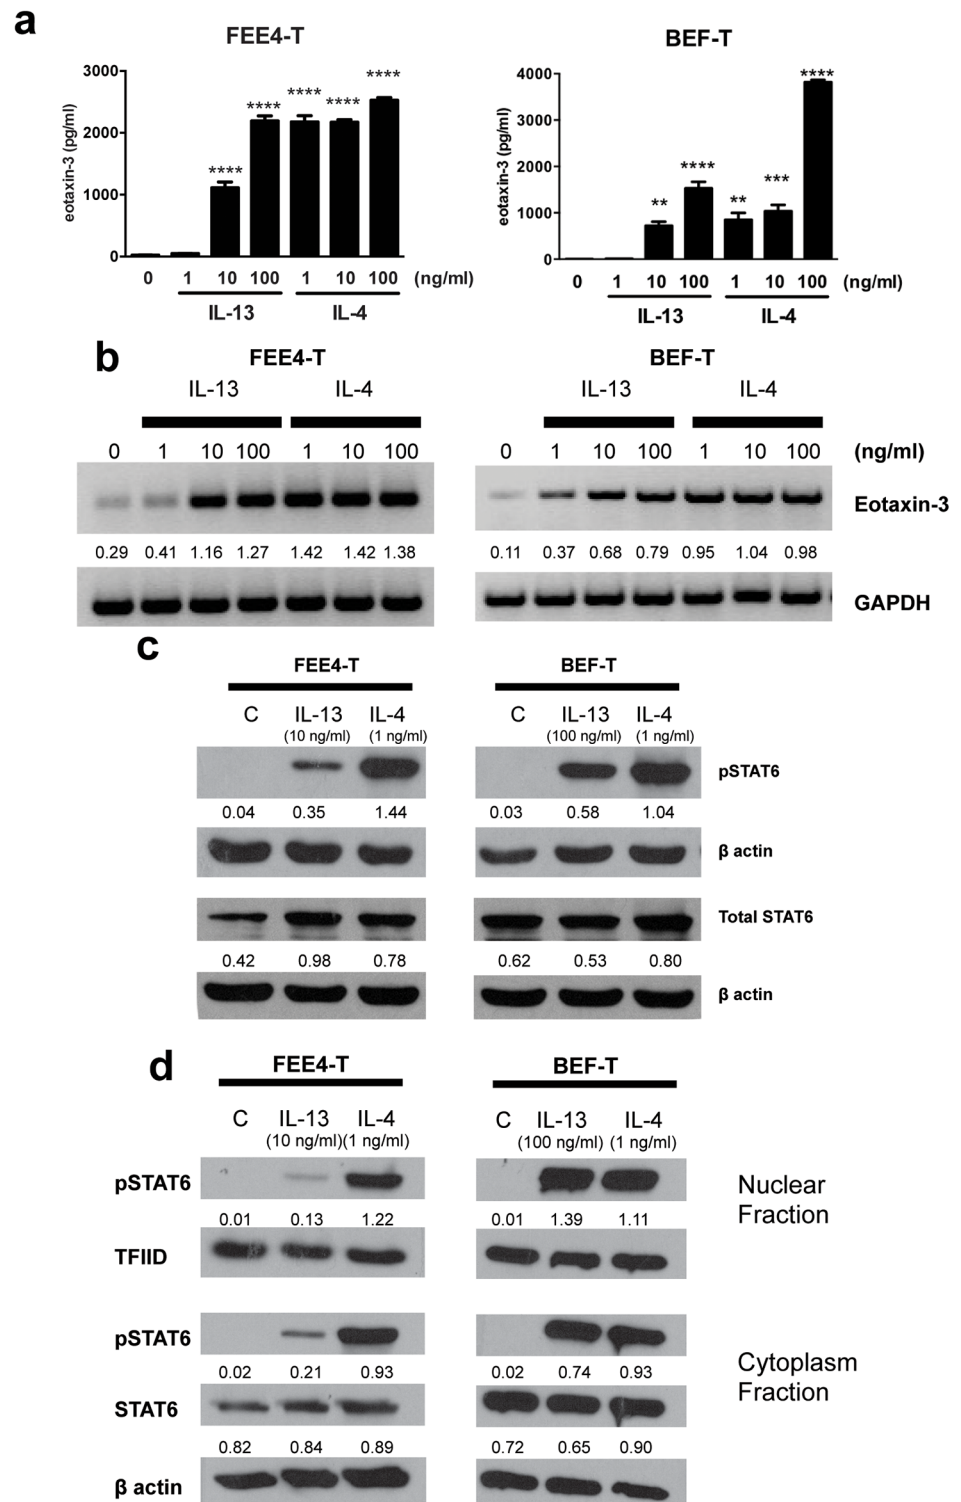 a
FEE4-T
BEF-T
eotaxin-3 (pg/ml)
3000
2000
1000
0
**** **** **** **** ****
0 1 10 100 1 10 100 (ng/ml)
IL-13 IL-4
eotaxin-3 (pg/ml)
4000
3000
2000
1000
0
** **** ** *** ****
0 1 10 100 1 10 100 (ng/ml)
IL-13 IL-4
b
FEE4-T BEF-T
IL-13 IL-4 IL-13 IL-4
0 1 10 100 1 10 100 0 1 10 100 1 10 100 (ng/ml)
Eotaxin-3
0.29 0.41 1.16 1.27 1.42 1.42 1.38 0.11 0.37 0.68 0.79 0.95 1.04 0.98
GAPDH
c
FEE4-T BEF-T
C IL-13 IL-4 C IL-13 IL-4
(10 ng/ml) (1 ng/ml) (100 ng/ml) (1 ng/ml)
pSTAT6
0.04 0.35 1.44 0.03 0.58 1.04
β actin
Total STAT6
0.42 0.98 0.78 0.62 0.53 0.80
β actin
d
FEE4-T BEF-T
C IL-13 IL-4 C IL-13 IL-4
(10 ng/ml)(1 ng/ml) (100 ng/ml) (1 ng/ml)
pSTAT6
Nuclear
Fraction
0.01 0.13 1.22 0.01 1.39 1.11
TFIID
pSTAT6
Cytoplasm
Fraction
0.02 0.21 0.93 0.02 0.74 0.93
STAT6
0.82 0.84 0.89 0.72 0.65 0.90
β actin